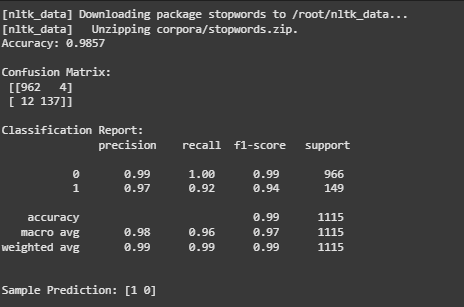 [nltk_data] Downloading package stopwords to /root/nltk_data...
[nltk_data]   Unzipping corpora/stopwords.zip.
Accuracy: 0.9857
Confusion Matrix:
[[962   4]
[ 12 137]]
Classification Report:
precision    recall  f1-score   support
0       0.99      1.00      0.99       966
1       0.97      0.92      0.94       149
accuracy                           0.99      1115
macro avg       0.98      0.96      0.97      1115
weighted avg       0.99      0.99      0.99      1115
Sample Prediction: [1 0]